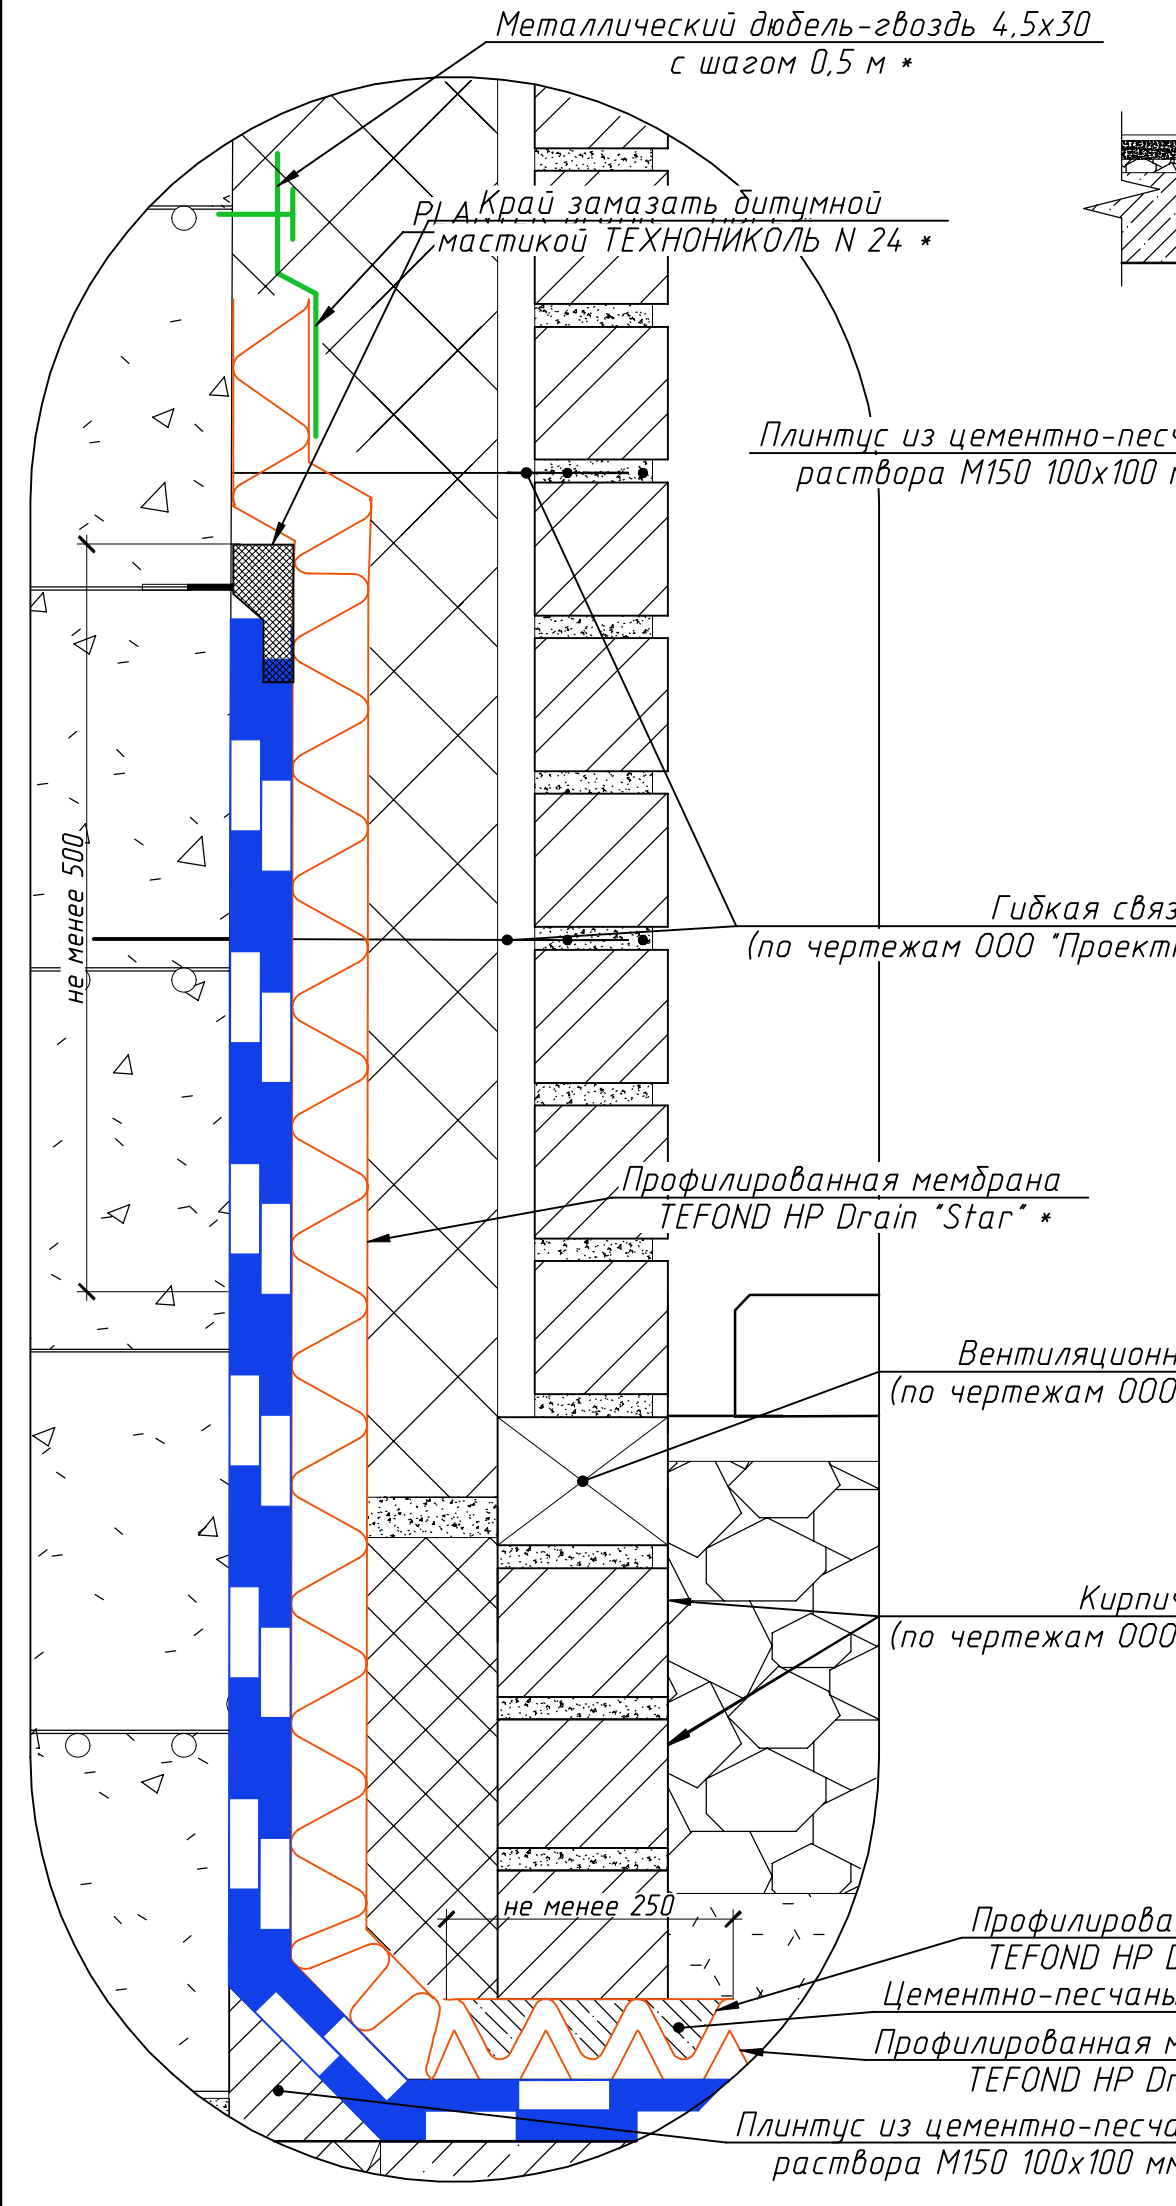 Металлический дюбель-гвоздь 4,5х30
с шагом 0,5 м *
PLA
Край замазать битумной
мастикой ТЕХНОНИКОЛЬ N 24 *
Плинтус из цементно-песч
раствора М150 100х100
не менее 500
Гибкая связ
(по чертежам ООО "Проект
Профилированная мембрана
TEFOND HP Drain "Star" *
Вентиляционн
(по чертежам ООО
Кирпич
(по чертежам ООО
не менее 250
Профилирова
TEFOND HP D
Цементно-песчаны
Профилированная м
TEFOND HP Dr
Плинтус из цементно-песча
раствора М150 100х100 мм